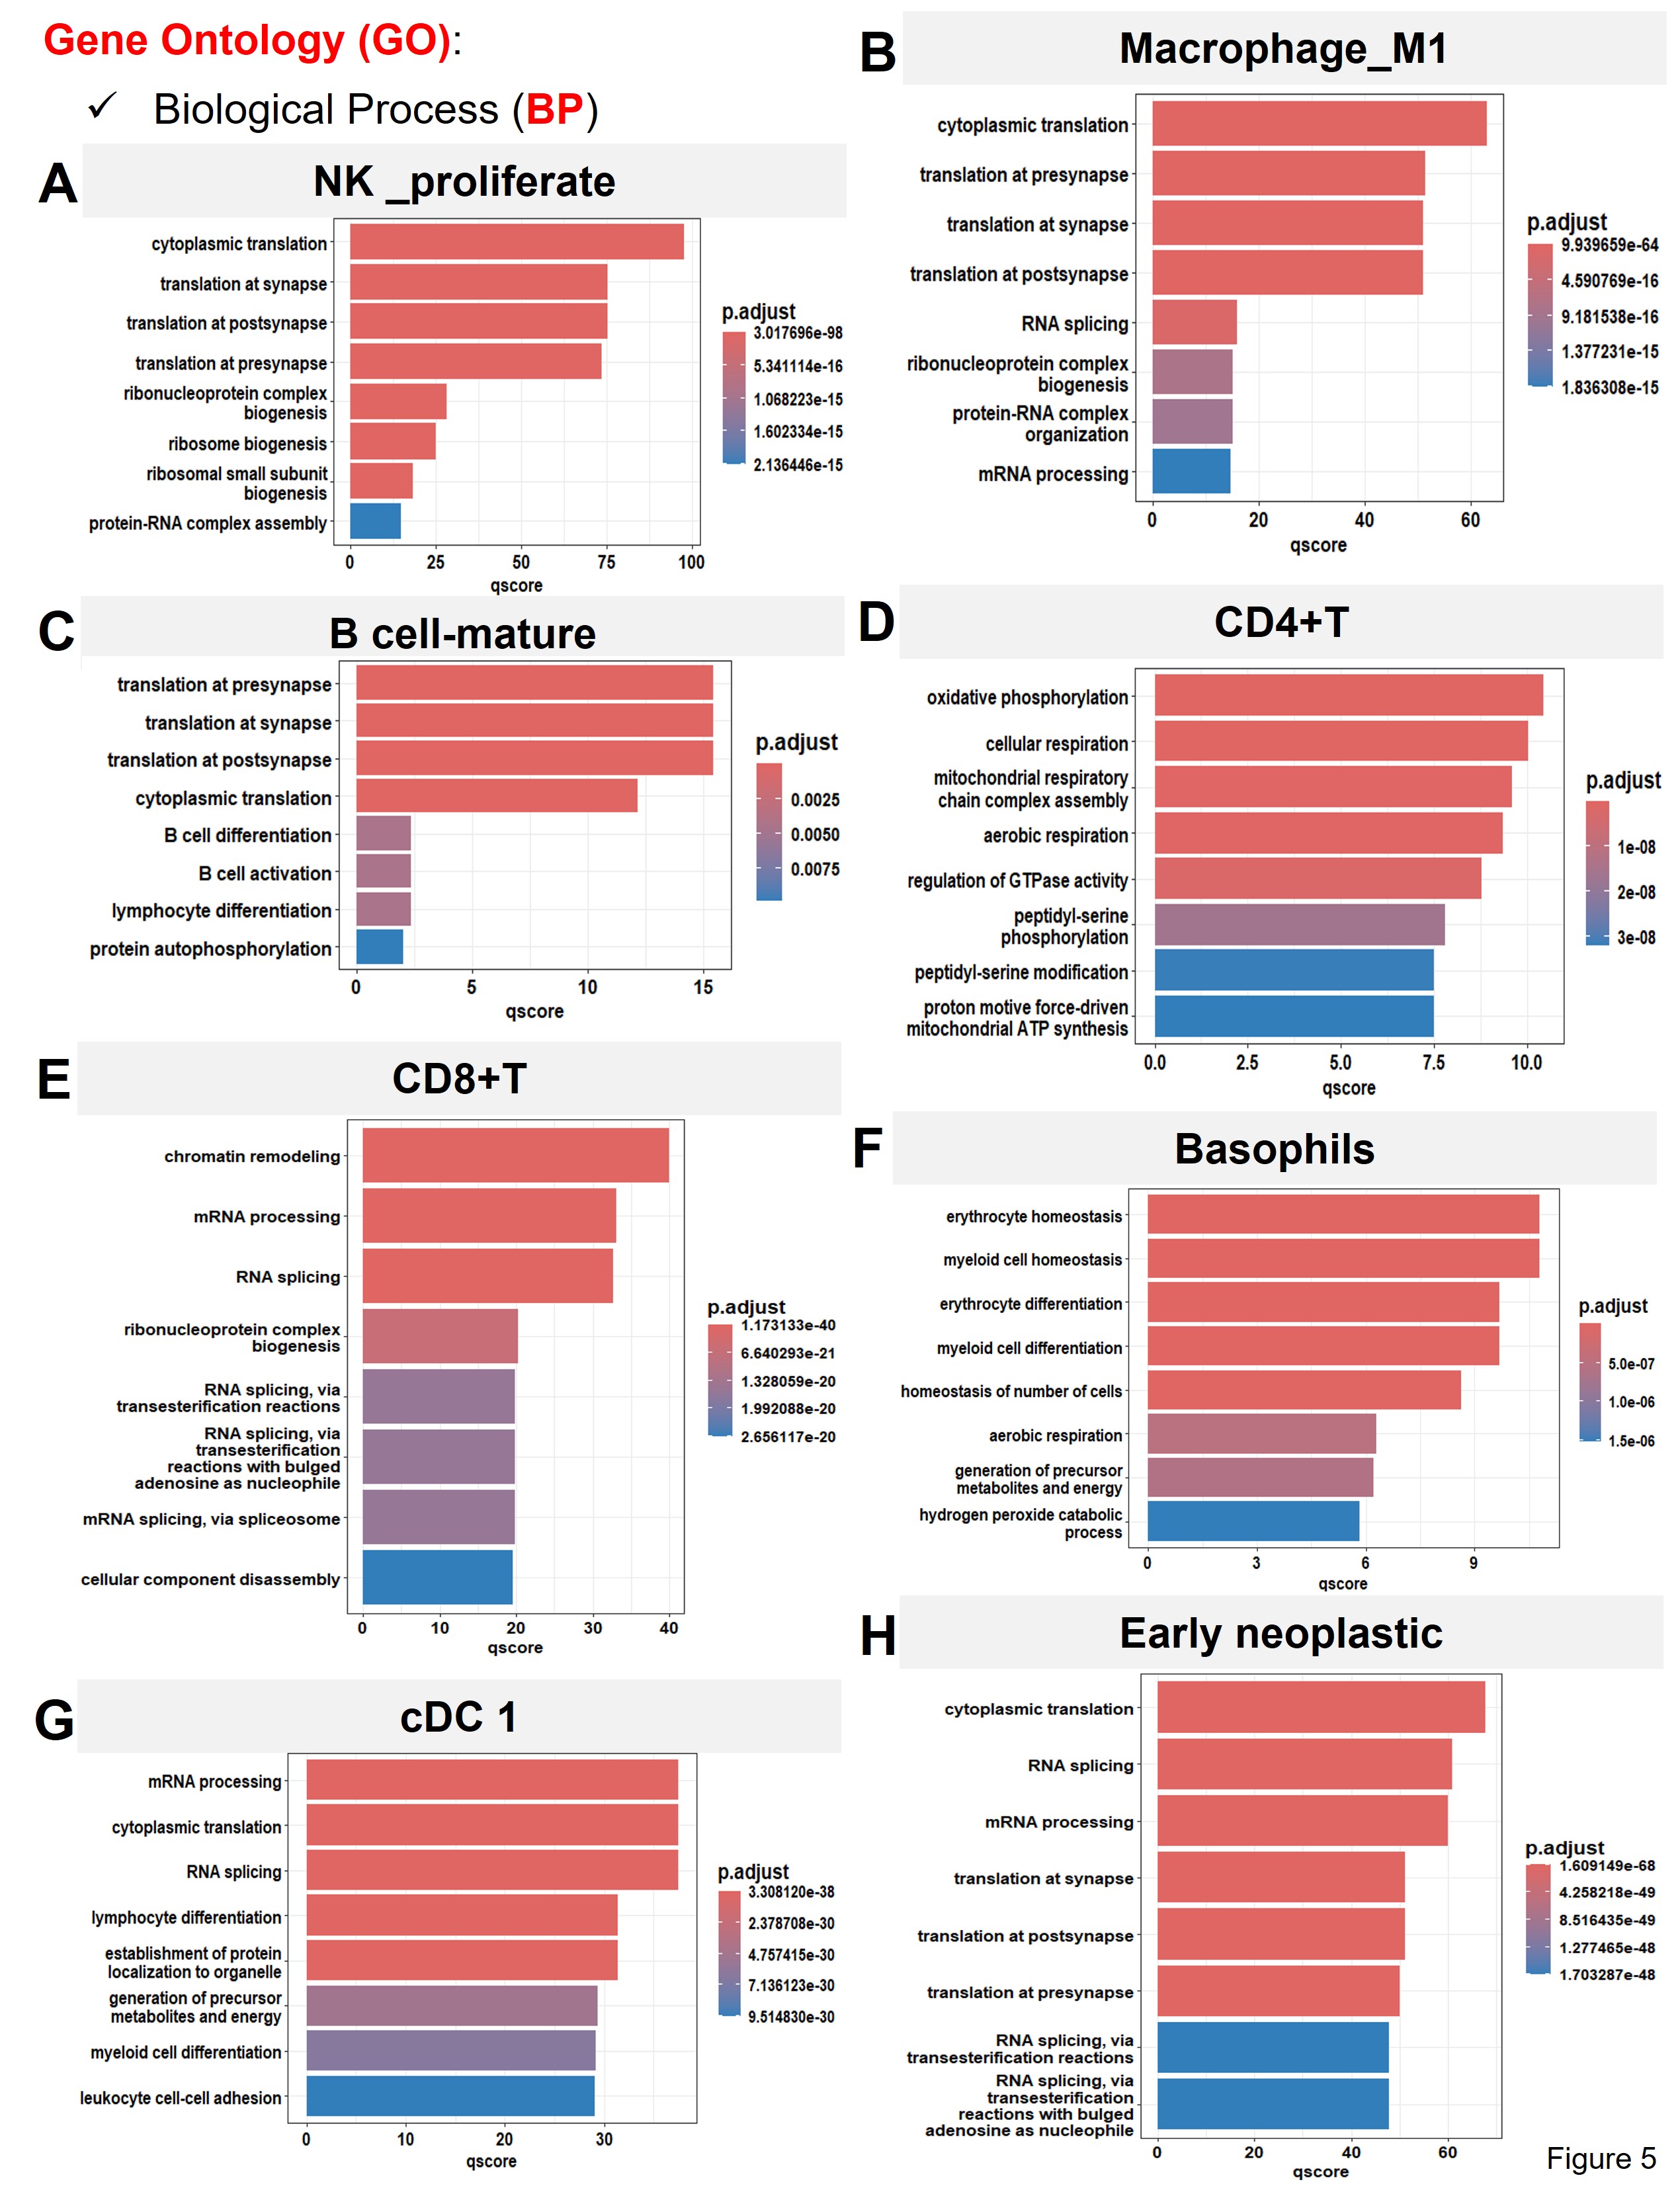 Gene Ontology (GO):
✓ Biological Process (BP)
A
NK _proliferate
cytoplasmic translation
translation at synapse
translation at postsynapse
translation at presynapse
ribonucleoprotein complex
biogenesis
ribosome biogenesis
ribosomal small subunit
biogenesis
protein-RNA complex assembly
0 25 50 75 100
qscore
p.adjust
3.017696e-98
5.341114e-16
1.068223e-15
1.602334e-15
2.136446e-15
B
Macrophage_M1
cytoplasmic translation
translation at presynapse
translation at synapse
translation at postsynapse
RNA splicing
ribonucleoprotein complex
biogenesis
protein-RNA complex
organization
mRNA processing
0 20 40 60
qscore
p.adjust
9.939659e-64
4.590769e-16
9.181538e-16
1.377231e-15
1.836308e-15
C
B cell-mature
translation at presynapse
translation at synapse
translation at postsynapse
cytoplasmic translation
B cell differentiation
B cell activation
lymphocyte differentiation
protein autophosphorylation
0 5 10 15
qscore
p.adjust
0.0025
0.0050
0.0075
D
CD4+T
oxidative phosphorylation
cellular respiration
mitochondrial respiratory
chain complex assembly
aerobic respiration
regulation of GTPase activity
peptidyl-serine
phosphorylation
peptidyl-serine modification
proton motive force-driven
mitochondrial ATP synthesis
0.0 2.5 5.0 7.5 10.0
qscore
p.adjust
1e-08
2e-08
3e-08
E
CD8+T
chromatin remodeling
mRNA processing
RNA splicing
ribonucleoprotein complex
biogenesis
RNA splicing, via
transesterification reactions
RNA splicing, via
transesterification
reactions with bulged
adenosine as nucleophile
mRNA splicing, via spliceosome
cellular component disassembly
0 10 20 30 40
qscore
p.adjust
1.173133e-40
6.640293e-21
1.328059e-20
1.992088e-20
2.656117e-20
F
Basophils
erythrocyte homeostasis
myeloid cell homeostasis
erythrocyte differentiation
myeloid cell differentiation
homeostasis of number of cells
aerobic respiration
generation of precursor
metabolites and energy
hydrogen peroxide catabolic
process
0 3 6 9
qscore
p.adjust
5.0e-07
1.0e-06
1.5e-06
G
cDC 1
mRNA processing
cytoplasmic translation
RNA splicing
lymphocyte differentiation
establishment of protein
localization to organelle
generation of precursor
metabolites and energy
myeloid cell differentiation
leukocyte cell-cell adhesion
0 10 20 30
qscore
p.adjust
3.308120e-38
2.378708e-30
4.757415e-30
7.136123e-30
9.514830e-30
H
Early neoplastic
cytoplasmic translation
RNA splicing
mRNA processing
translation at synapse
translation at postsynapse
translation at presynapse
RNA splicing, via
transesterification reactions
RNA splicing, via
transesterification
reactions with bulged
adenosine as nucleophile
0 20 40 60
qscore
p.adjust
1.609149e-68
4.258218e-49
8.516435e-49
1.277465e-48
1.703287e-48
Figure 5